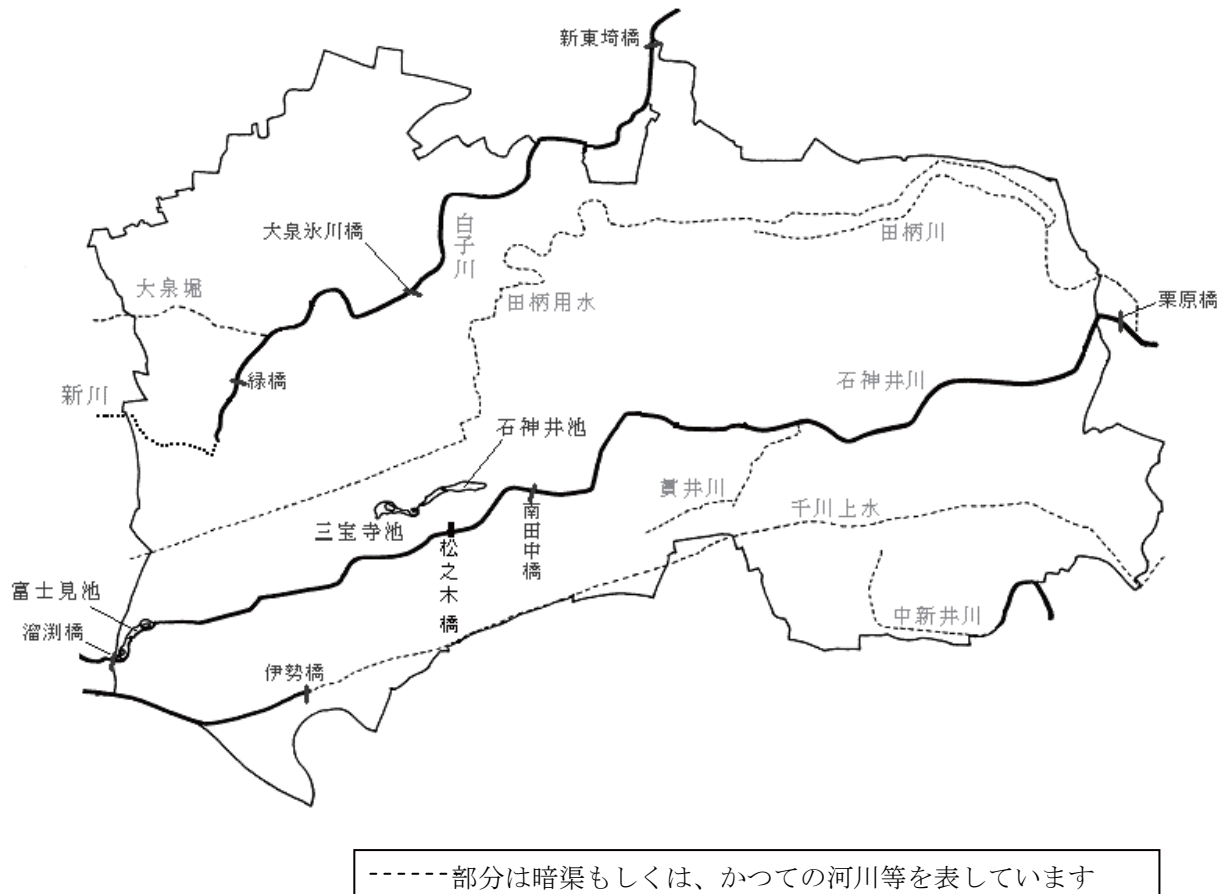 新東埼橋
大泉氷川橋
白子川
田柄川
大泉堀
田柄用水
栗原橋
緑橋
新川
石神井川
石神井池
貫井川
千川上水
三宝寺池
南田中橋
松之木橋
富士見池
溜渕橋
中新井川
伊勢橋
------部分は暗渠もしくは、かつての河川等を表しています